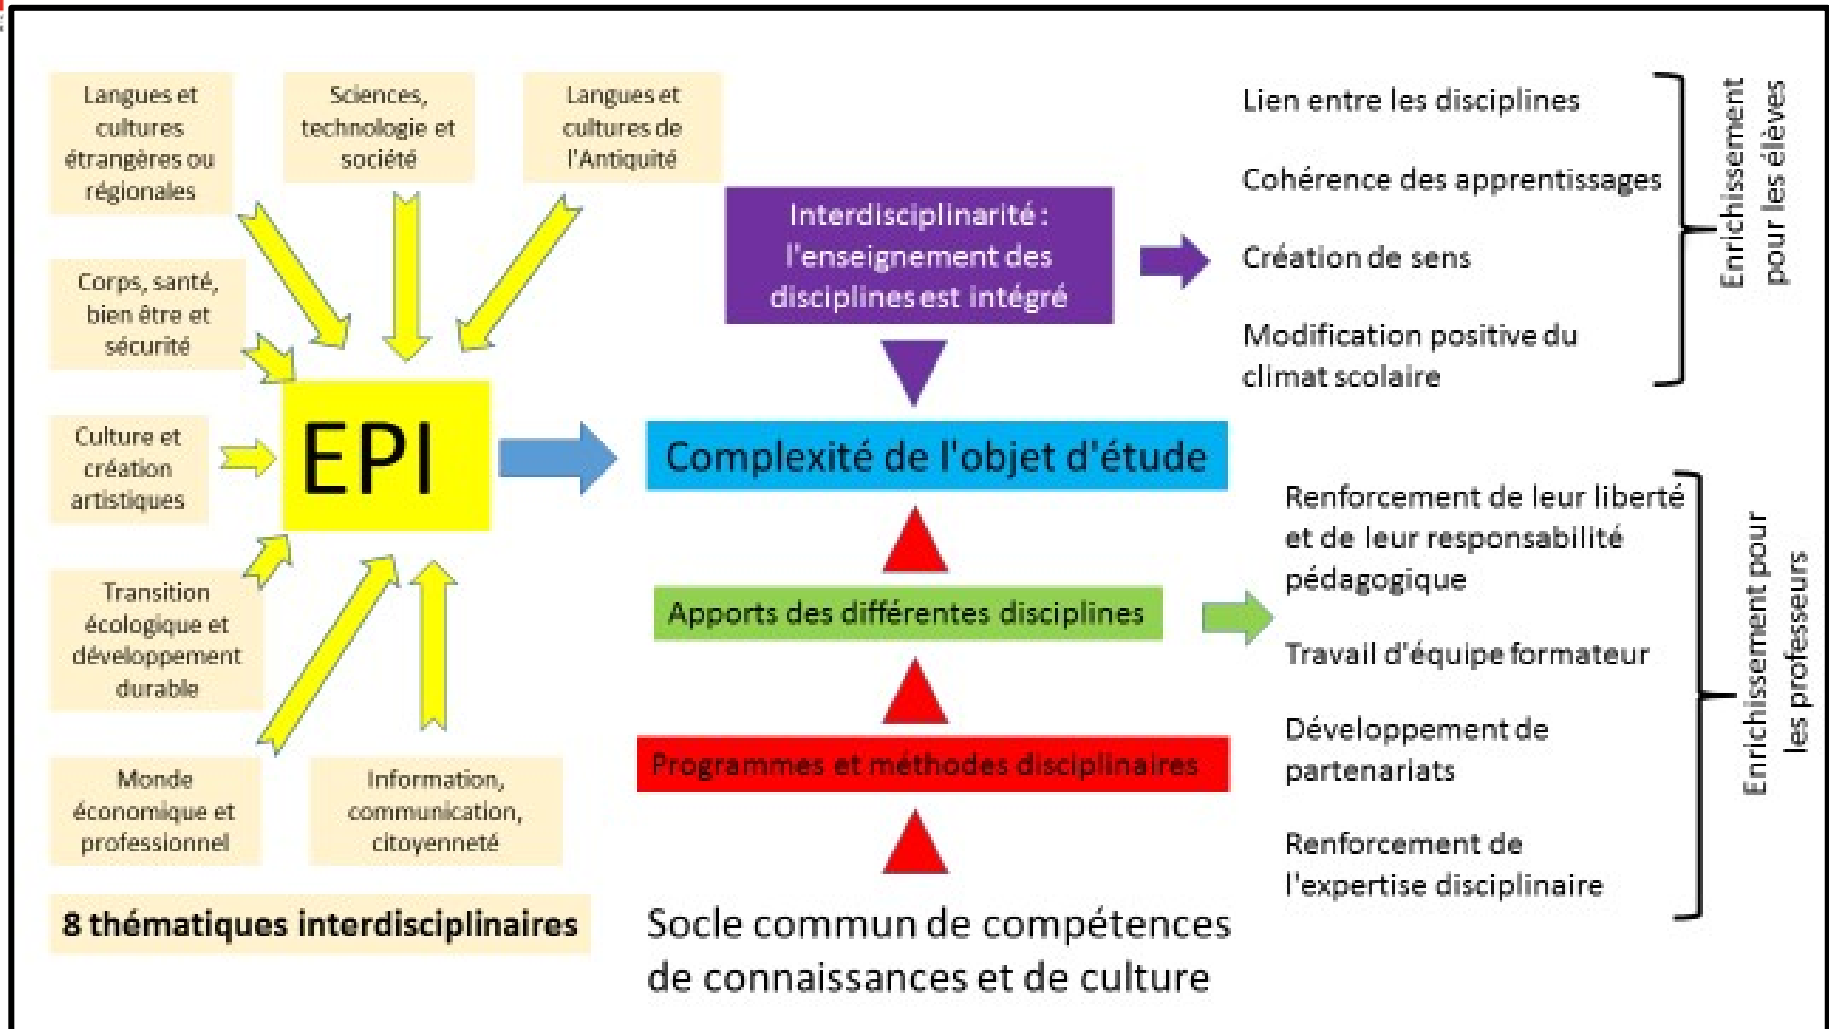 Langues et
cultures
étrangères ou
régionales
Sciences,
technologie et
société
Langues et
cultures de
l'Antiquité
Corps, santé,
bien être et
sécurité
Culture et
création
artistiques
Transition
écologique et
développement
durable
Monde
économique et
professionnel
Information,
communication,
citoyenneté
8 thématiques interdisciplinaires
EPI
Interdisciplinarité :
l'enseignement des
disciplines est intégré
Complexité de l'objet d'étude
Apports des différentes disciplines
Programmes et méthodes disciplinaires
Socle commun de compétences
de connaissances et de culture
Lien entre les disciplines
Cohérence des apprentissages
Création de sens
Modification positive du
climat scolaire
Enrichissement
pour les élèves
Renforcement de leur liberté
et de leur responsabilité
pédagogique
Travail d'équipe formateur
Développement de
partenariats
Renforcement de
l'expertise disciplinaire
Enrichissement pour
les professeurs